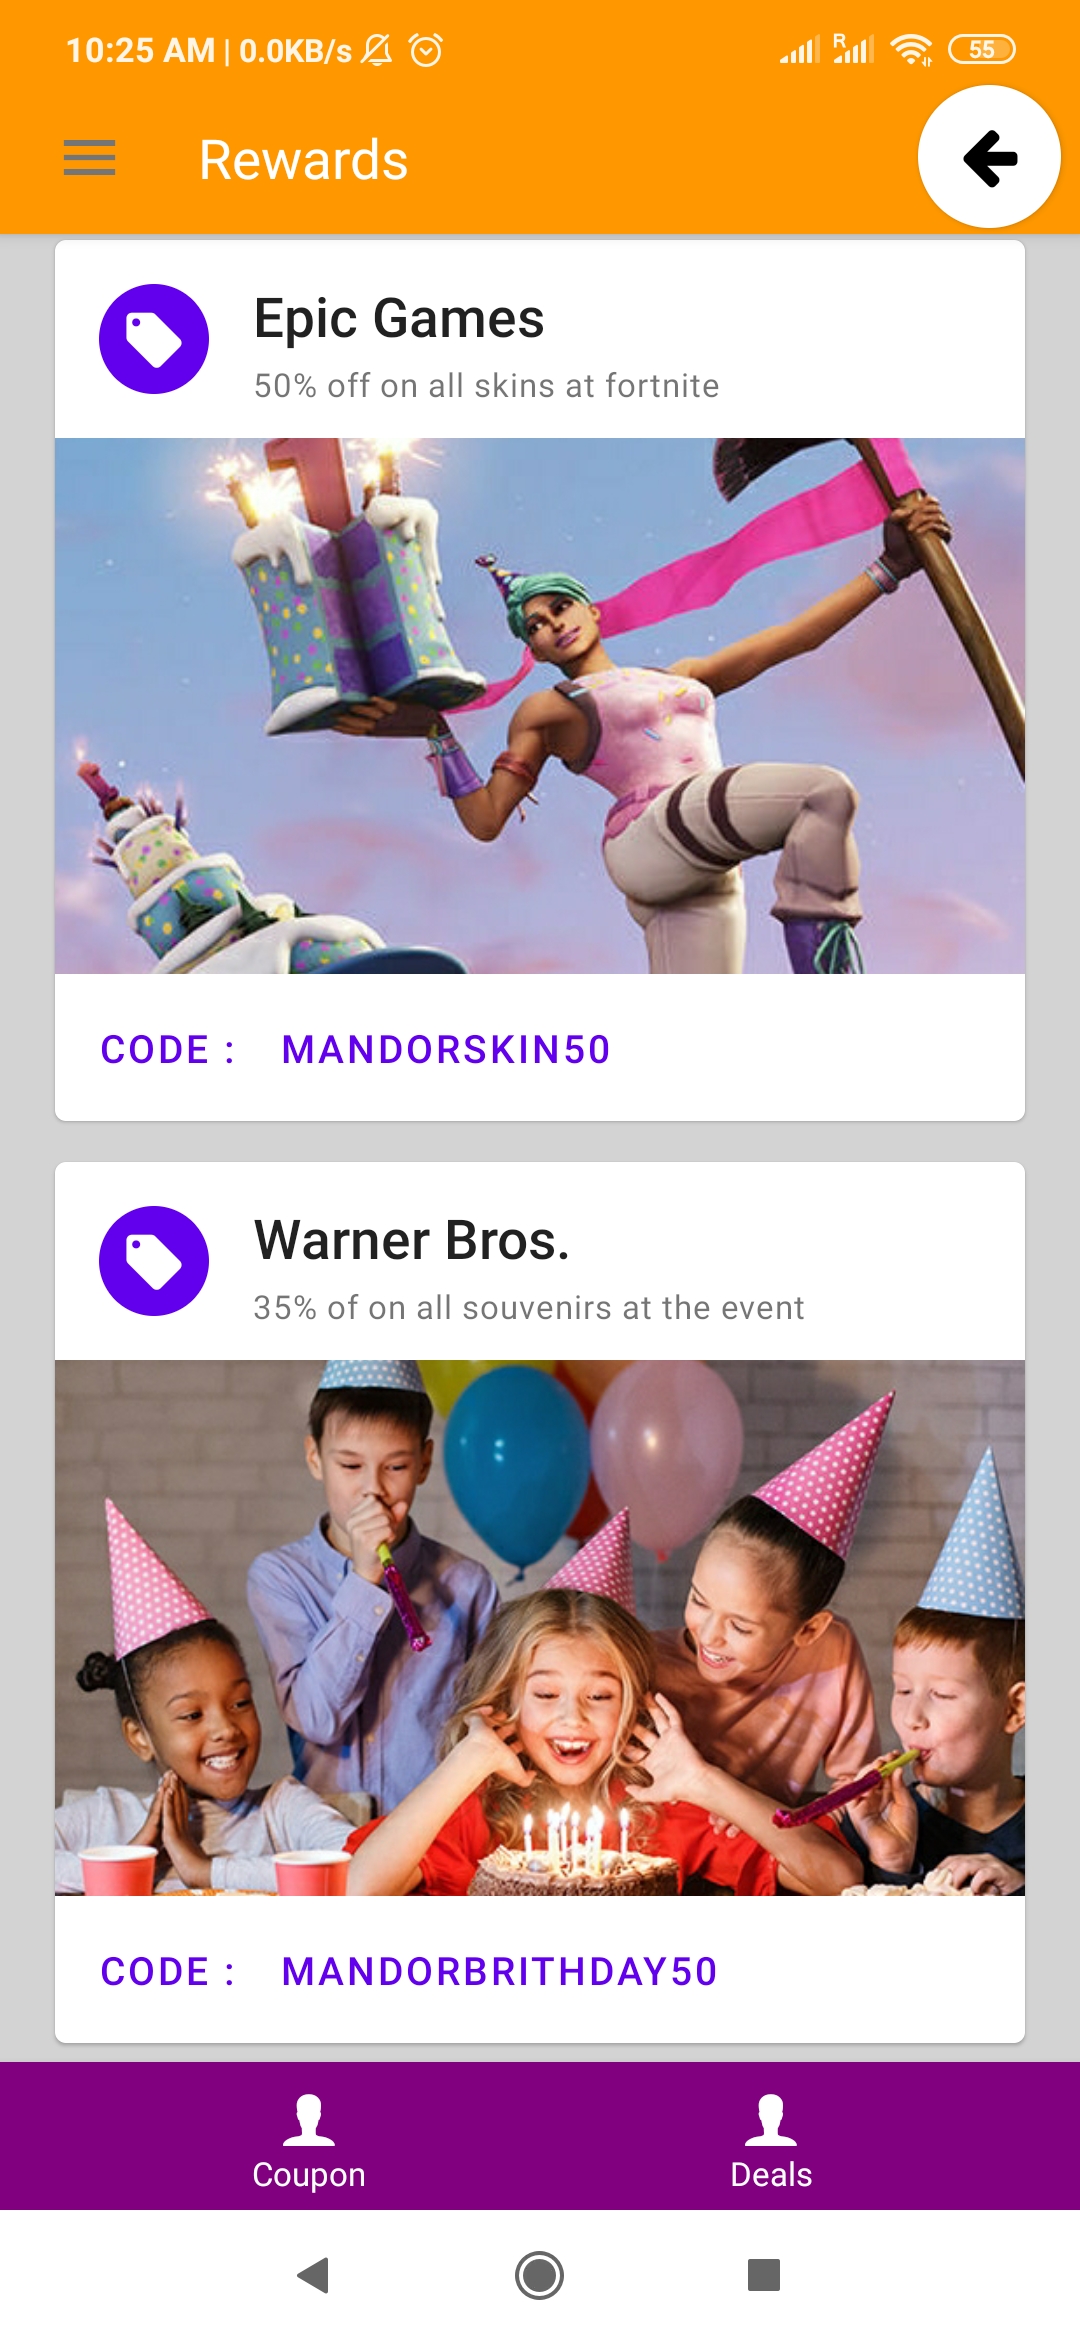 10:25 AM | 0.0KB/s
R
55
Rewards
Epic Games
50% off on all skins at fortnite
CODE : MANDORSKIN50
Warner Bros.
35% of on all souvenirs at the event
CODE : MANDORBRITHDAY50
Coupon
Deals